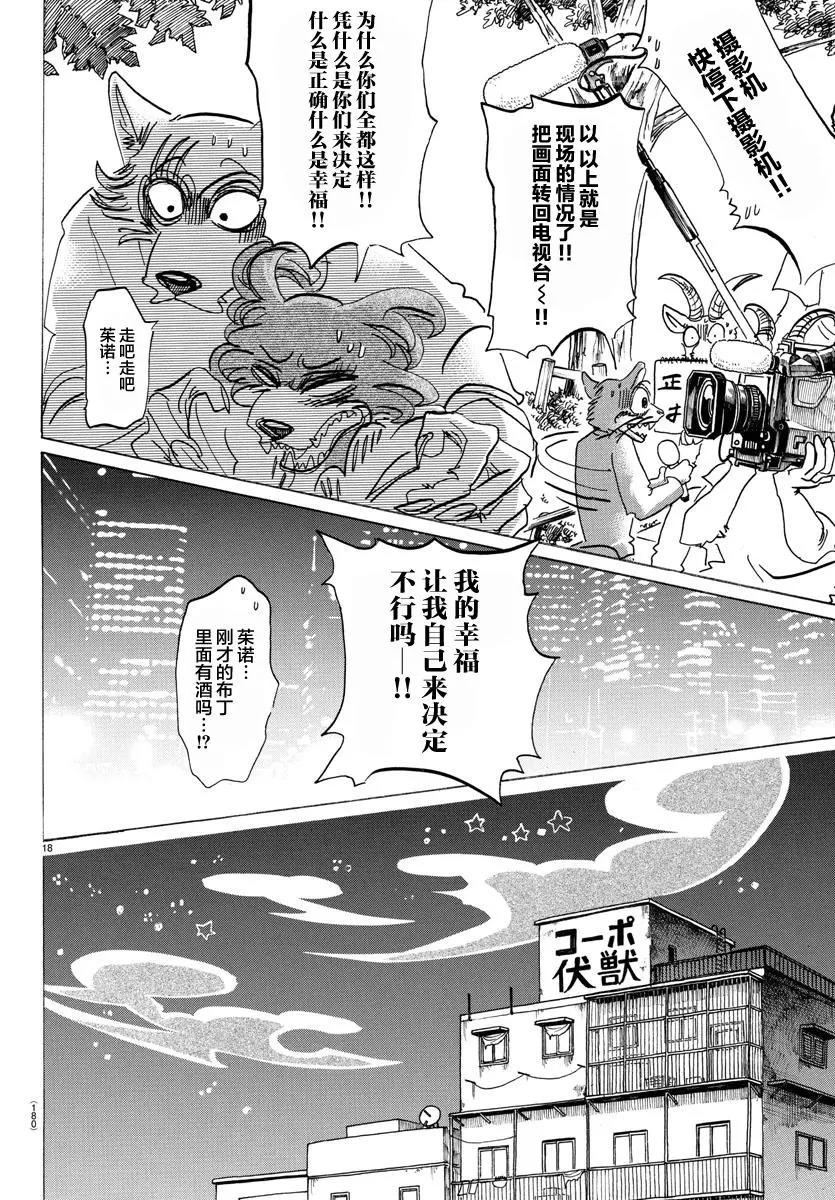 摄影机
快停下摄影机!!
以 以上就是
现场的情况了!!
把画面转回电视台~!!
正
才
为什么你们全都这样!!
凭什么是你们来决定
什么是正确什么是幸福!!
走吧走吧
茱诺…
我的幸福
让我自己来决定
不行吗—!!
茱诺…
刚才的布丁
里面有酒吗…!?
18
コーポ
伏獣
(180)